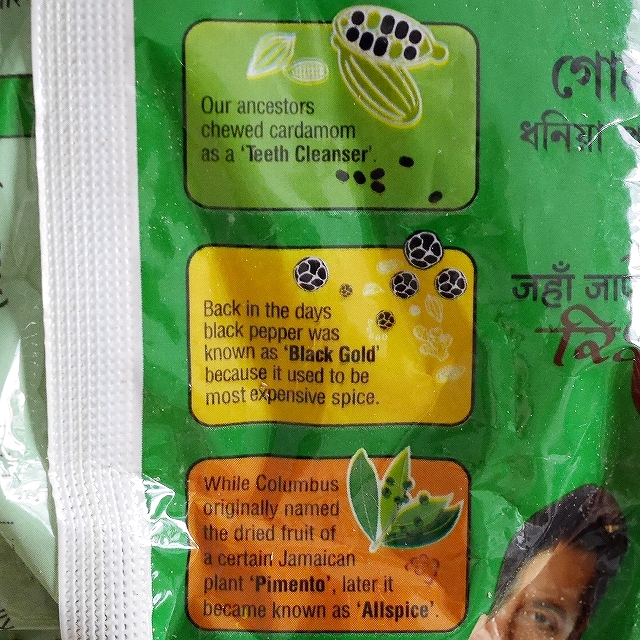 Our ancestors
chewed cardamom
as a 'Teeth Cleanser'.
Back in the days
black pepper was
known as 'Black Gold'
because it used to be
most expensive spice.
While Columbus
originally named
the dried fruit of
a certain Jamaican
plant 'Pimento', later it
became known as 'Allspice'.
ধনিয়া
जहाँ